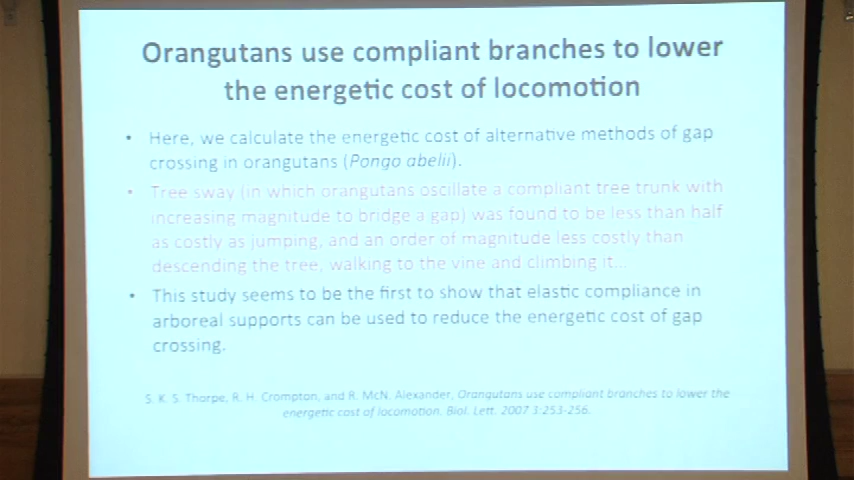 Orangutans use compliant branches to lower
the energetic cost of locomotion
• Here, we calculate the energetic cost of alternative methods of gap
crossing in orangutans (Pongo abelii).
• Tree sway (in which orangutans oscillate a compliant tree trunk with
increasing magnitude to bridge a gap) was found to be less than half
as costly as jumping, and an order of magnitude less costly than
descending the tree, walking to the vine and climbing it...
• This study seems to be the first to show that elastic compliance in
arboreal supports can be used to reduce the energetic cost of gap
crossing.
S. K. S. Thorpe, R. H. Crompton, and R. McN. Alexander, Orangutans use compliant branches to lower the
energetic cost of locomotion. Biol. Lett. 2007 3:253-256.